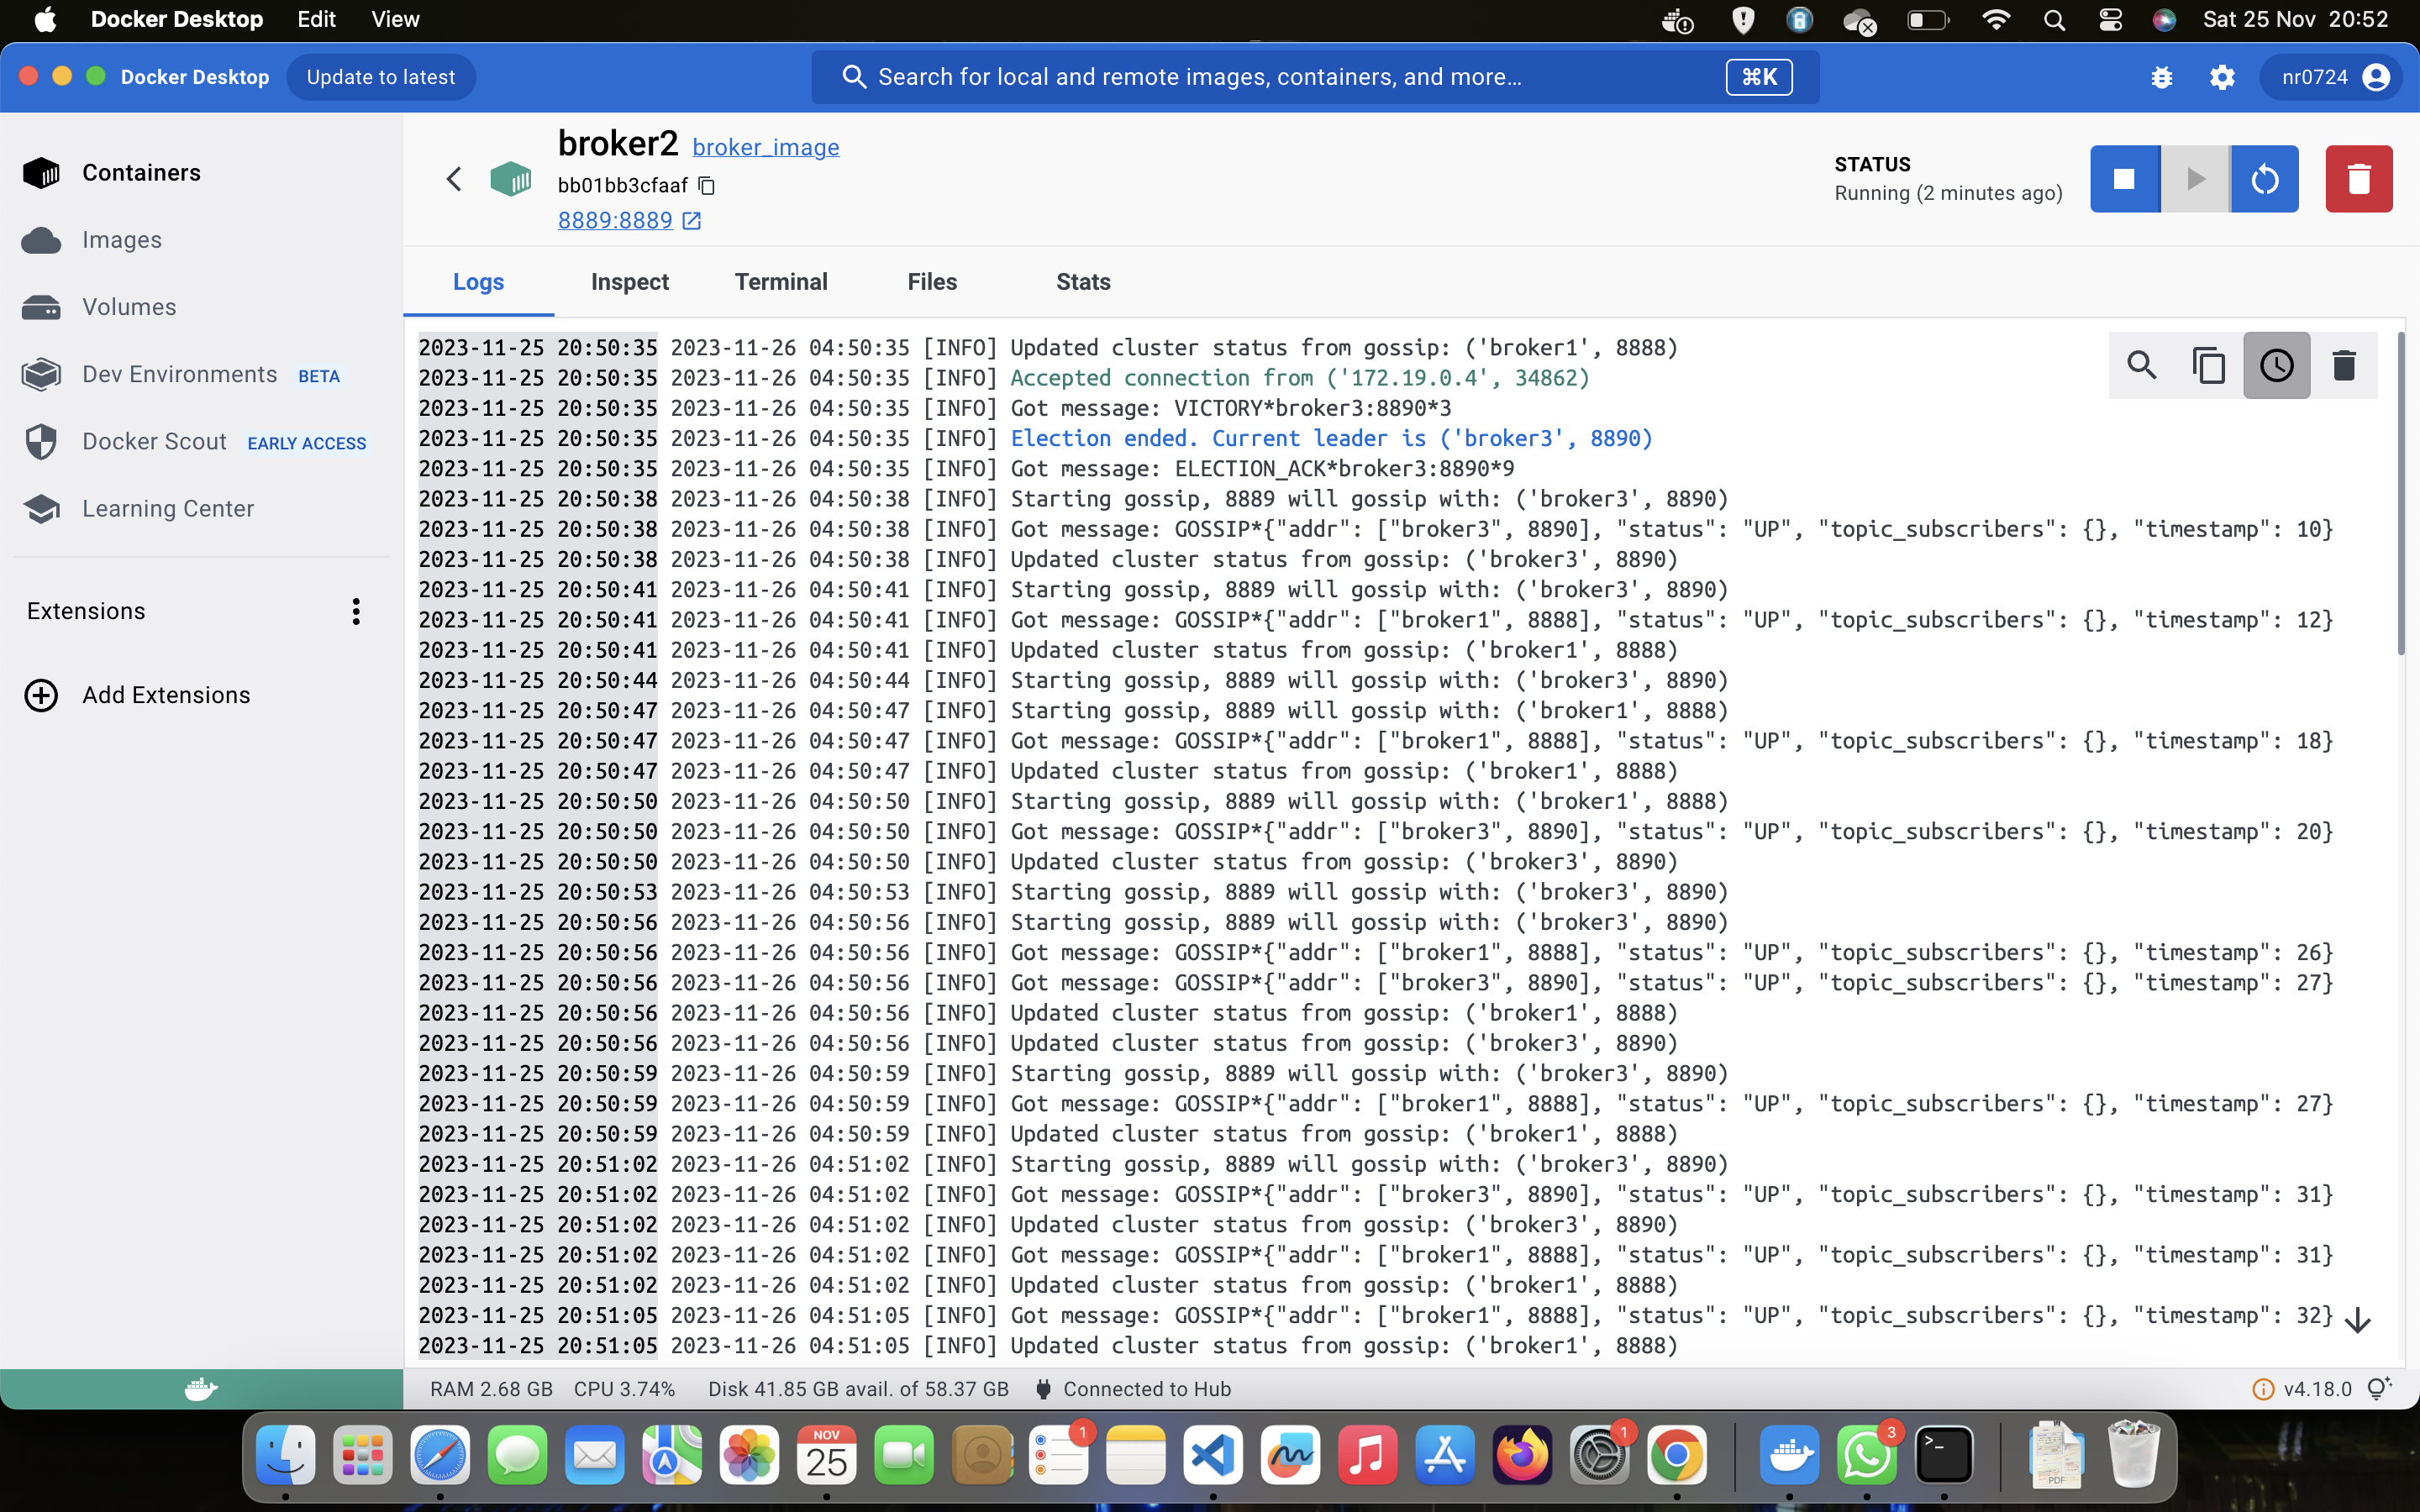 Docker Desktop Edit View Sat 25 Nov 20:52
Docker Desktop Update to latest Search for local and remote images, containers, and more... ⌘K nr0724
Containers
Images
Volumes
Dev Environments BETA
Docker Scout EARLY ACCESS
Learning Center
Extensions
Add Extensions
broker2 broker_image
bb01bb3cfaaf
8889:8889
STATUS
Running (2 minutes ago)
Logs Inspect Terminal Files Stats
2023-11-25 20:50:35 2023-11-26 04:50:35 [INFO] Updated cluster status from gossip: ('broker1', 8888)
2023-11-25 20:50:35 2023-11-26 04:50:35 [INFO] Accepted connection from ('172.19.0.4', 34862)
2023-11-25 20:50:35 2023-11-26 04:50:35 [INFO] Got message: VICTORY*broker3:8890*3
2023-11-25 20:50:35 2023-11-26 04:50:35 [INFO] Election ended. Current leader is ('broker3', 8890)
2023-11-25 20:50:35 2023-11-26 04:50:35 [INFO] Got message: ELECTION_ACK*broker3:8890*9
2023-11-25 20:50:38 2023-11-26 04:50:38 [INFO] Starting gossip, 8889 will gossip with: ('broker3', 8890)
2023-11-25 20:50:38 2023-11-26 04:50:38 [INFO] Got message: GOSSIP*{"addr": ["broker3", 8890], "status": "UP", "topic_subscribers": {}, "timestamp": 10}
2023-11-25 20:50:38 2023-11-26 04:50:38 [INFO] Updated cluster status from gossip: ('broker3', 8890)
2023-11-25 20:50:41 2023-11-26 04:50:41 [INFO] Starting gossip, 8889 will gossip with: ('broker3', 8890)
2023-11-25 20:50:41 2023-11-26 04:50:41 [INFO] Got message: GOSSIP*{"addr": ["broker1", 8888], "status": "UP", "topic_subscribers": {}, "timestamp": 12}
2023-11-25 20:50:41 2023-11-26 04:50:41 [INFO] Updated cluster status from gossip: ('broker1', 8888)
2023-11-25 20:50:44 2023-11-26 04:50:44 [INFO] Starting gossip, 8889 will gossip with: ('broker3', 8890)
2023-11-25 20:50:47 2023-11-26 04:50:47 [INFO] Starting gossip, 8889 will gossip with: ('broker1', 8888)
2023-11-25 20:50:47 2023-11-26 04:50:47 [INFO] Got message: GOSSIP*{"addr": ["broker1", 8888], "status": "UP", "topic_subscribers": {}, "timestamp": 18}
2023-11-25 20:50:47 2023-11-26 04:50:47 [INFO] Updated cluster status from gossip: ('broker1', 8888)
2023-11-25 20:50:50 2023-11-26 04:50:50 [INFO] Starting gossip, 8889 will gossip with: ('broker1', 8888)
2023-11-25 20:50:50 2023-11-26 04:50:50 [INFO] Got message: GOSSIP*{"addr": ["broker3", 8890], "status": "UP", "topic_subscribers": {}, "timestamp": 20}
2023-11-25 20:50:50 2023-11-26 04:50:50 [INFO] Updated cluster status from gossip: ('broker3', 8890)
2023-11-25 20:50:53 2023-11-26 04:50:53 [INFO] Starting gossip, 8889 will gossip with: ('broker3', 8890)
2023-11-25 20:50:56 2023-11-26 04:50:56 [INFO] Starting gossip, 8889 will gossip with: ('broker3', 8890)
2023-11-25 20:50:56 2023-11-26 04:50:56 [INFO] Got message: GOSSIP*{"addr": ["broker1", 8888], "status": "UP", "topic_subscribers": {}, "timestamp": 26}
2023-11-25 20:50:56 2023-11-26 04:50:56 [INFO] Got message: GOSSIP*{"addr": ["broker3", 8890], "status": "UP", "topic_subscribers": {}, "timestamp": 27}
2023-11-25 20:50:56 2023-11-26 04:50:56 [INFO] Updated cluster status from gossip: ('broker1', 8888)
2023-11-25 20:50:56 2023-11-26 04:50:56 [INFO] Updated cluster status from gossip: ('broker3', 8890)
2023-11-25 20:50:59 2023-11-26 04:50:59 [INFO] Starting gossip, 8889 will gossip with: ('broker3', 8890)
2023-11-25 20:50:59 2023-11-26 04:50:59 [INFO] Got message: GOSSIP*{"addr": ["broker1", 8888], "status": "UP", "topic_subscribers": {}, "timestamp": 27}
2023-11-25 20:50:59 2023-11-26 04:50:59 [INFO] Updated cluster status from gossip: ('broker1', 8888)
2023-11-25 20:51:02 2023-11-26 04:51:02 [INFO] Starting gossip, 8889 will gossip with: ('broker3', 8890)
2023-11-25 20:51:02 2023-11-26 04:51:02 [INFO] Got message: GOSSIP*{"addr": ["broker3", 8890], "status": "UP", "topic_subscribers": {}, "timestamp": 31}
2023-11-25 20:51:02 2023-11-26 04:51:02 [INFO] Updated cluster status from gossip: ('broker3', 8890)
2023-11-25 20:51:02 2023-11-26 04:51:02 [INFO] Got message: GOSSIP*{"addr": ["broker1", 8888], "status": "UP", "topic_subscribers": {}, "timestamp": 31}
2023-11-25 20:51:02 2023-11-26 04:51:02 [INFO] Updated cluster status from gossip: ('broker1', 8888)
2023-11-25 20:51:05 2023-11-26 04:51:05 [INFO] Got message: GOSSIP*{"addr": ["broker1", 8888], "status": "UP", "topic_subscribers": {}, "timestamp": 32}
2023-11-25 20:51:05 2023-11-26 04:51:05 [INFO] Updated cluster status from gossip: ('broker1', 8888)
RAM 2.68 GB CPU 3.74% Disk 41.85 GB avail. of 58.37 GB Connected to Hub v4.18.0
NOV
25
1
1
3
>_
PDF